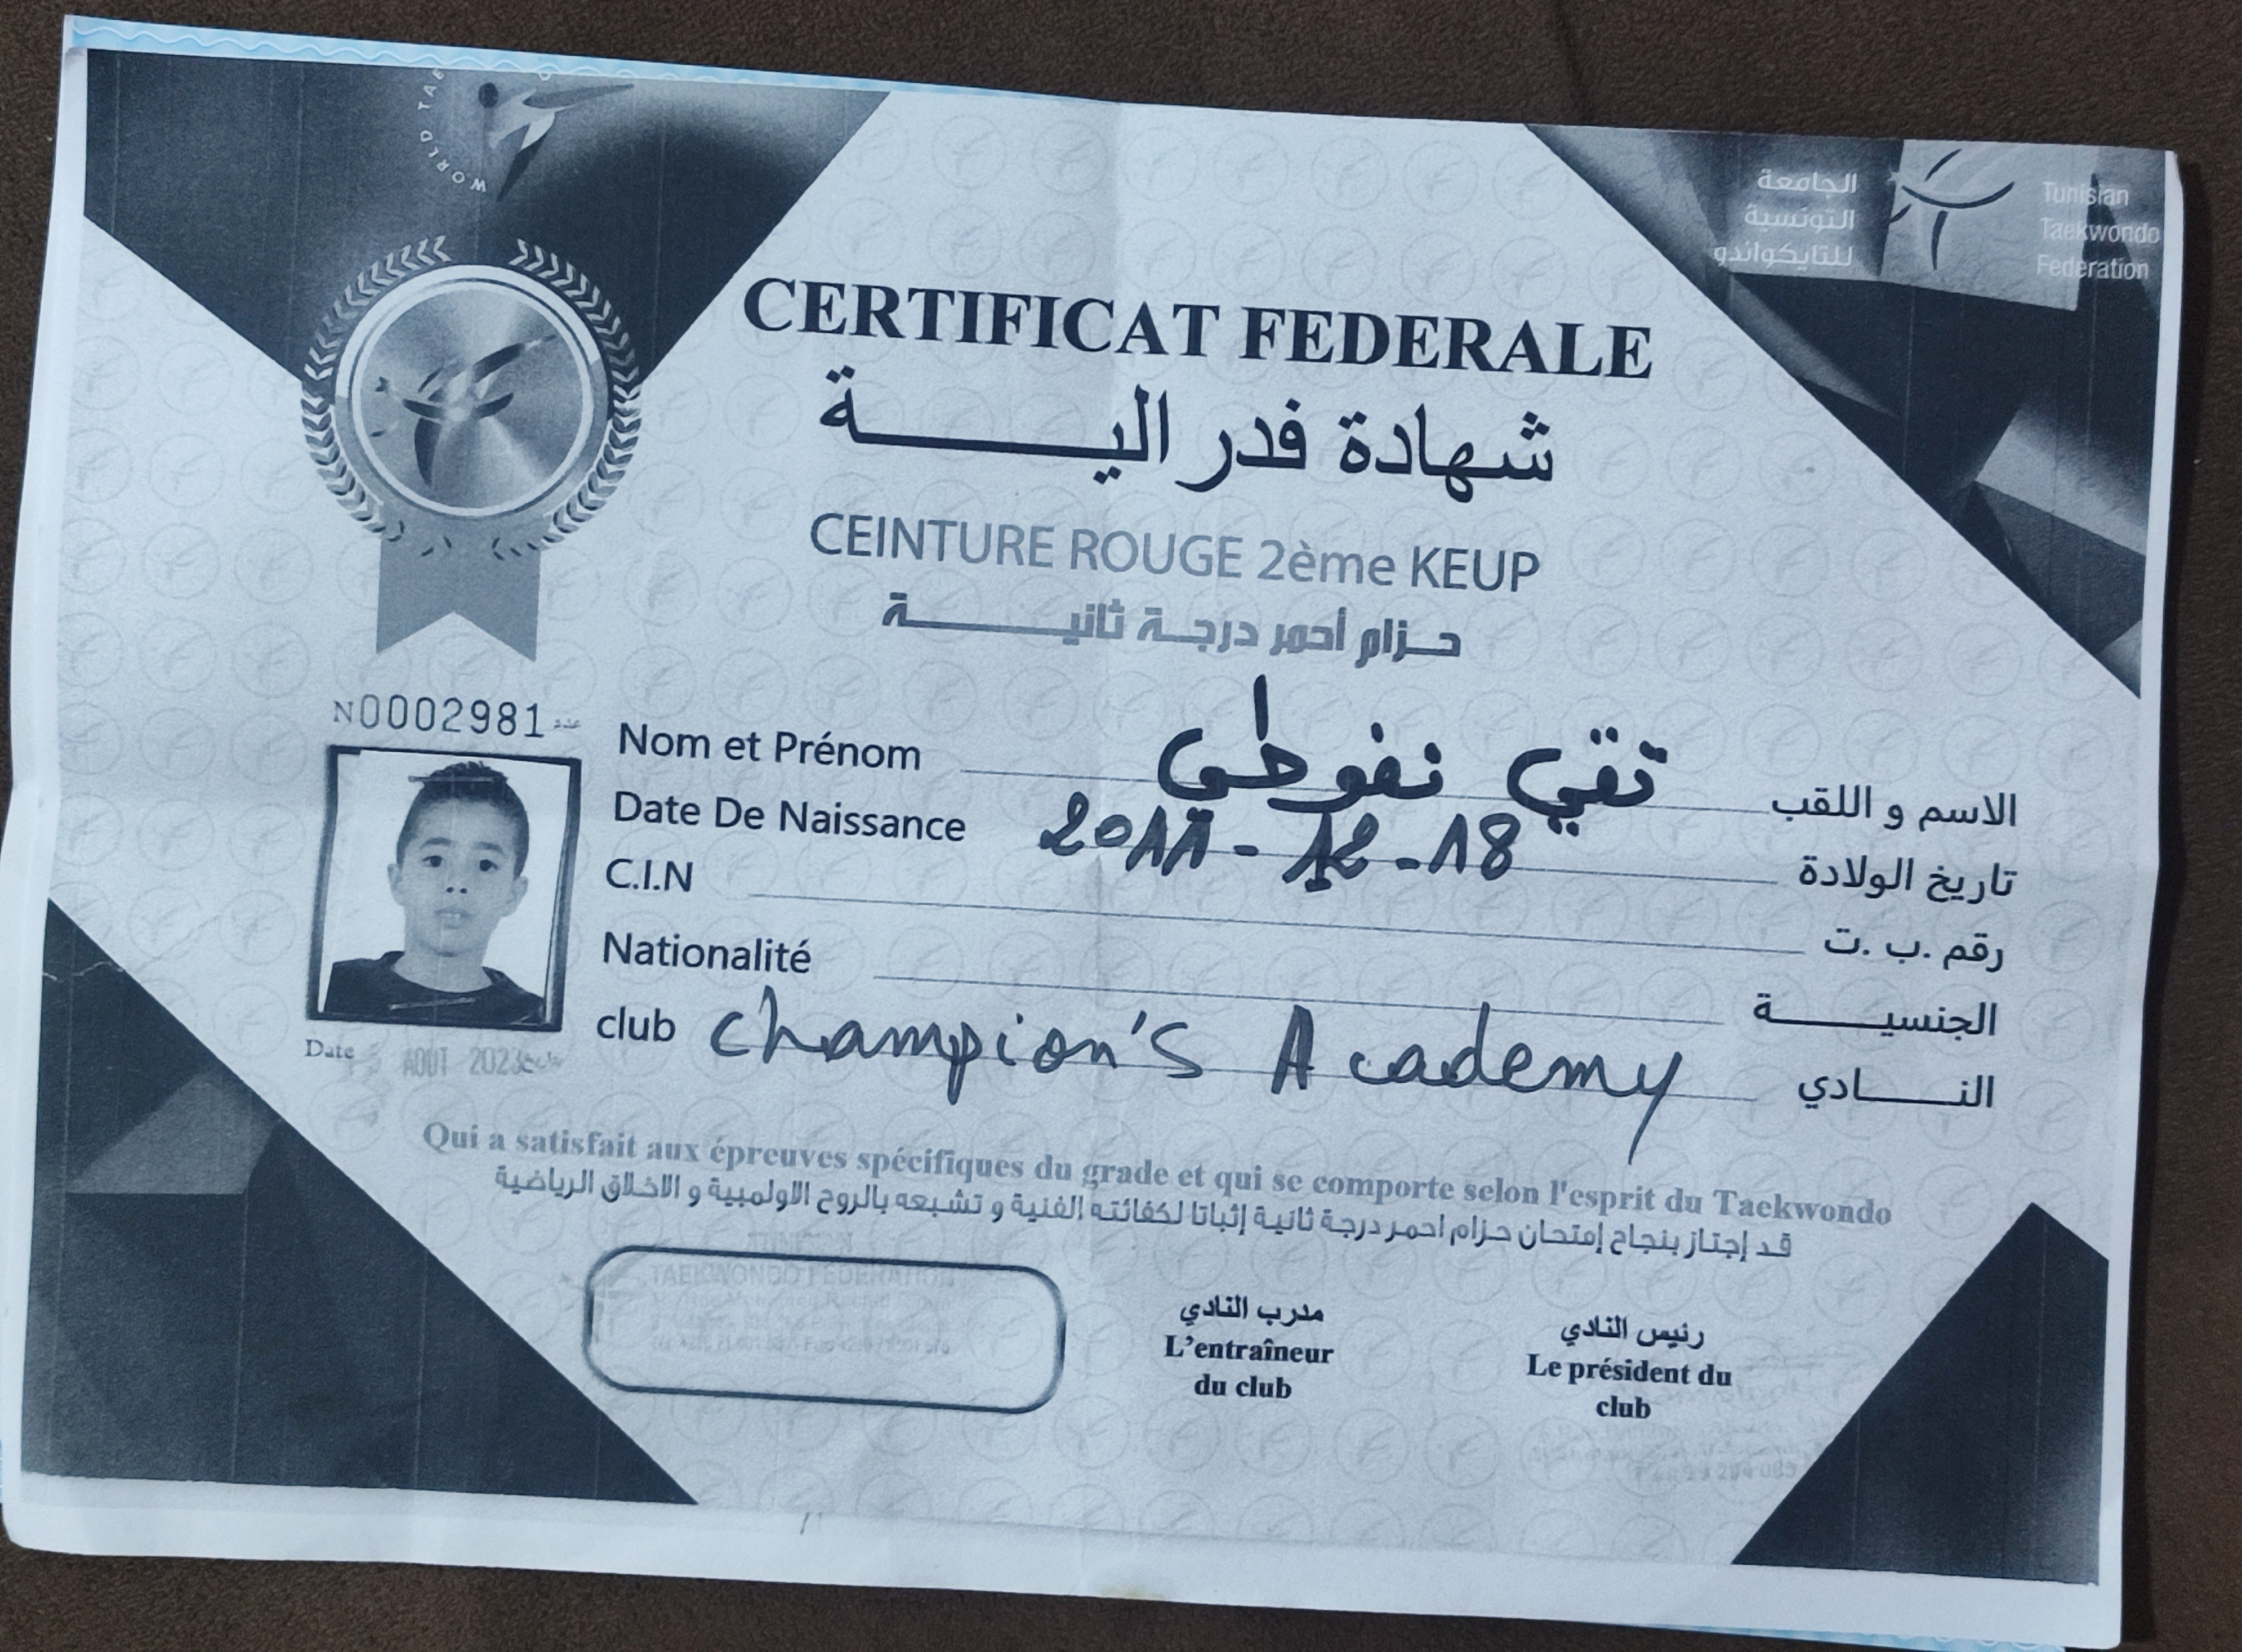 WORLD TAE
الجامعة
التونسية
للتايكواندو
Tunisian
Taekwondo
Federation
CERTIFICAT FEDERALE
شهادة فدرالية
CEINTURE ROUGE 2ème KEUP
حزام أحمر درجة ثانية
N0002981 عدد
Nom et Prénom تقي نفوطي الاسم و اللقب
Date De Naissance 2011 - 12 - 18 تاريخ الولادة
C.I.N رقم .ب .ت
Nationalité الجنسية
club Champion's Academy النادي
Date AOUT 2023
Qui a satisfait aux épreuves spécifiques du grade et qui se comporte selon l'esprit du Taekwondo
قد إجتاز بنجاح إمتحان حزام احمر درجة ثانية إثباتا لكفائته الفنية و تشبعه بالروح الاولمبية و الاخلاق الرياضية
TUNISIAN
TAEKWONDO FEDERATION
مدرب النادي
L'entraîneur
du club
رئيس النادي
Le président du
club